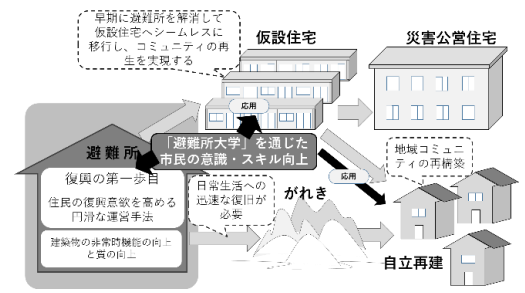 早期に避難所を解消して
仮設住宅へシームレスに
移行し、コミュニティの再
生を実現する
仮設住宅
災害公営住宅
応用
「避難所大学」を通じた
市民の意識・スキル向上
避難所
復興の第一歩目
住民の復興意欲を高める
円滑な運営手法
建築物の非常時機能の向上
と質の向上
日常生活への
迅速な復旧が
必要
がれき
応用
地域コミュニ
ティの再構築
自立再建